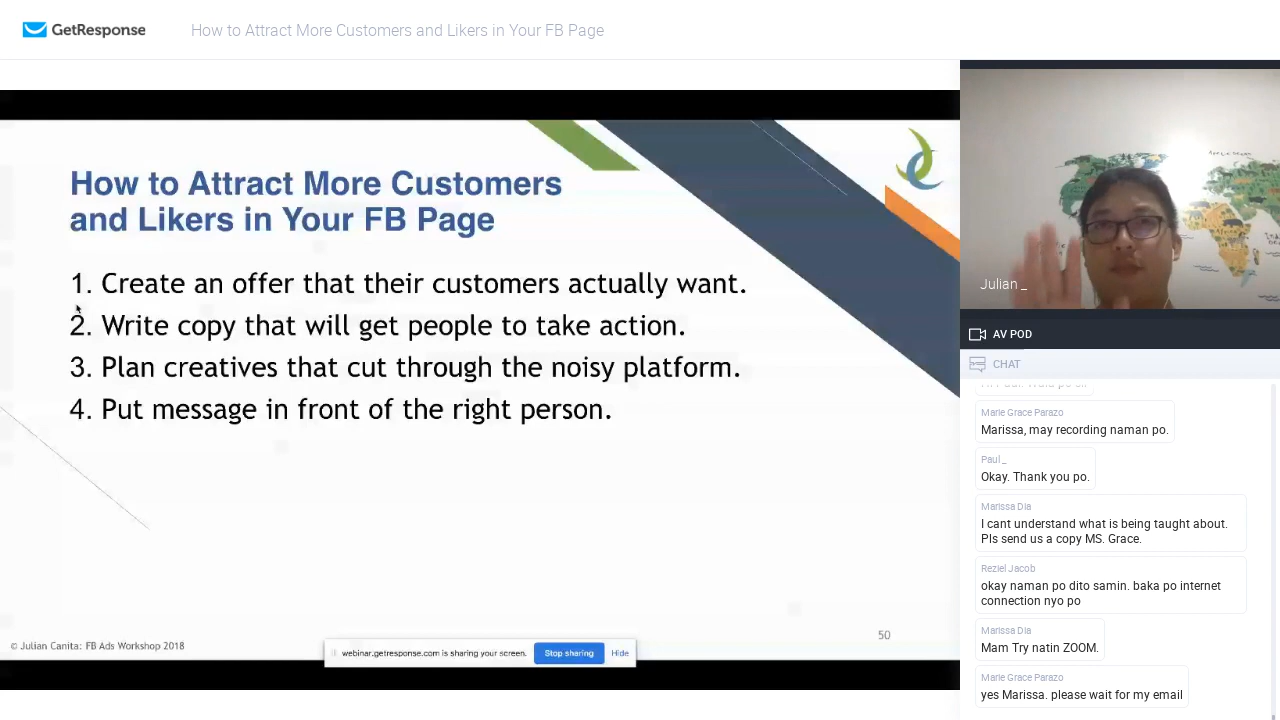 GetResponse
How to Attract More Customers and Likers in Your FB Page
How to Attract More Customers
and Likers in Your FB Page
1. Create an offer that their customers actually want.
2. Write copy that will get people to take action.
3. Plan creatives that cut through the noisy platform.
4. Put message in front of the right person.
50
© Julian Canita: FB Ads Workshop 2018
webinar.getresponse.com is sharing your screen.
Stop sharing
Hide
Julian _
AV POD
CHAT
Marie Grace Parazo
Marissa, may recording naman po.
Paul _
Okay. Thank you po.
Marissa Dia
I cant understand what is being taught about.
Pls send us a copy MS. Grace.
Reziel Jacob
okay naman po dito samin. baka po internet
connection nyo po
Marissa Dia
Mam Try natin ZOOM.
Marie Grace Parazo
yes Marissa. please wait for my email